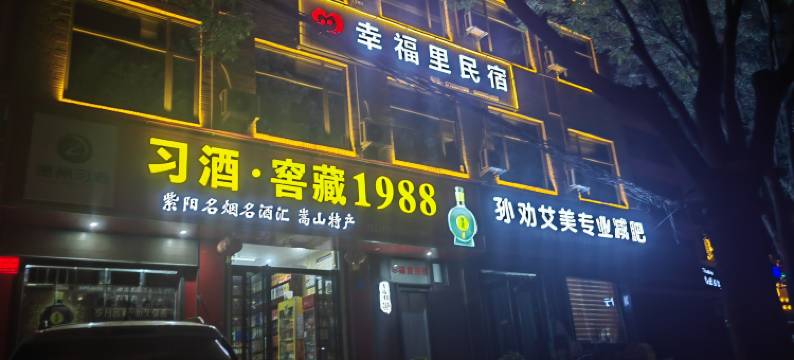 幸福里民宿
习酒·窖藏1988
紫阳名烟名酒汇 嵩山特产
孙劝艾美专业减肥